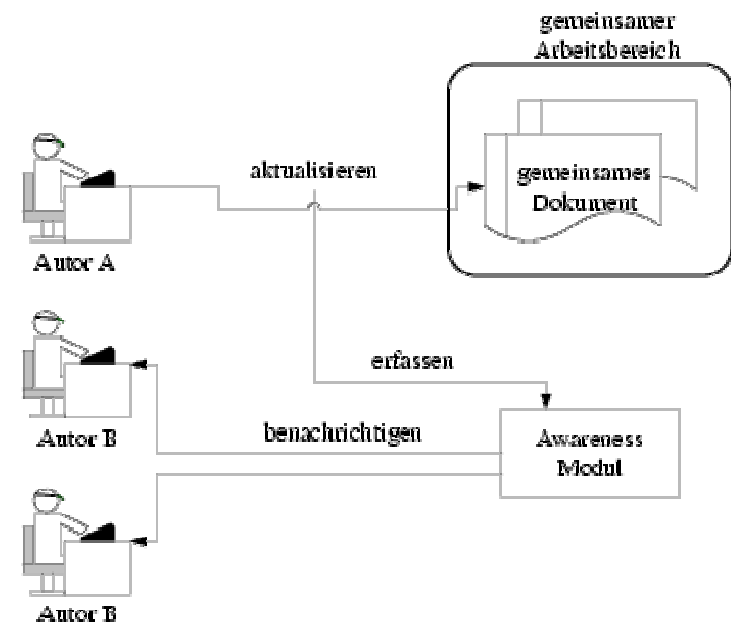 gemeinsamer
Arbeitsbereich
aktualisieren
gemeinsames
Dokument
Autor A
erfassen
Autor B
benachrichtigen
Awareness
Modul
Autor B